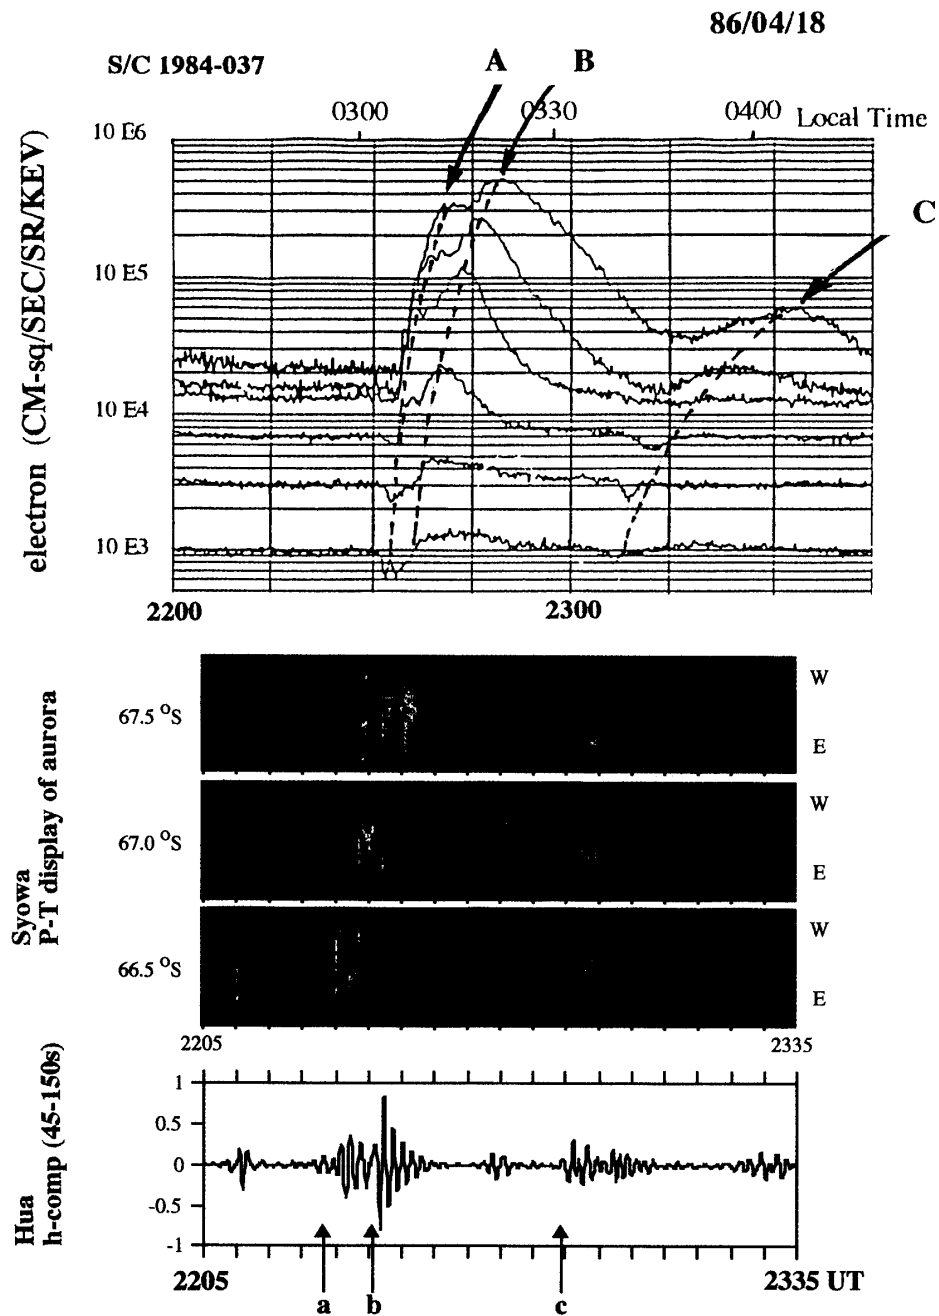 86/04/18
S/C 1984-037
A B
0300 0330 0400 Local Time
10 E6
C
10 E5
10 E4
10 E3
electron (CM-sq/SEC/SR/KEV)
2200 2300
W
67.5 °S
E
W
67.0 °S
E
W
66.5 °S
E
Syowa
P-T display of aurora
2205 2335
1
0.5
0
-0.5
-1
Hua
h-comp (45-150s)
2205 2335 UT
a b c